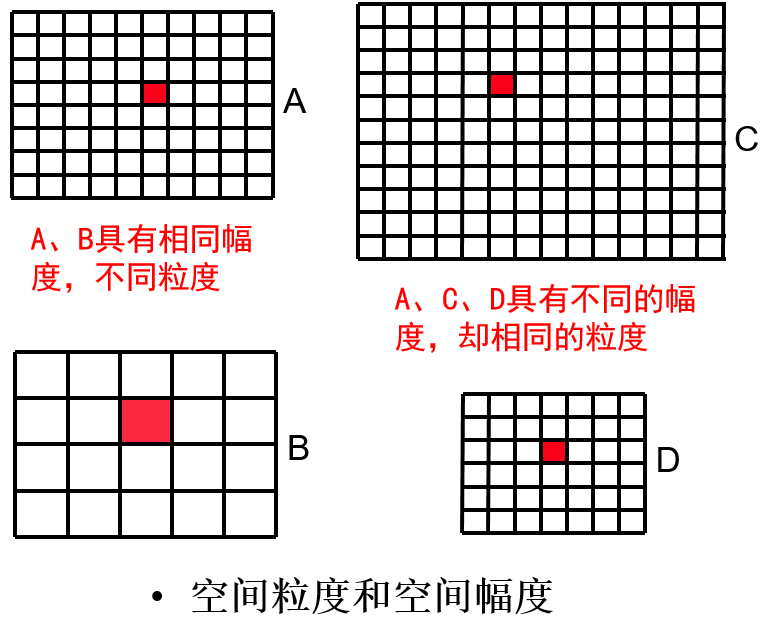 A
C
A、B具有相同幅
度，不同粒度
A、C、D具有不同的幅
度，却相同的粒度
B
D
• 空间粒度和空间幅度